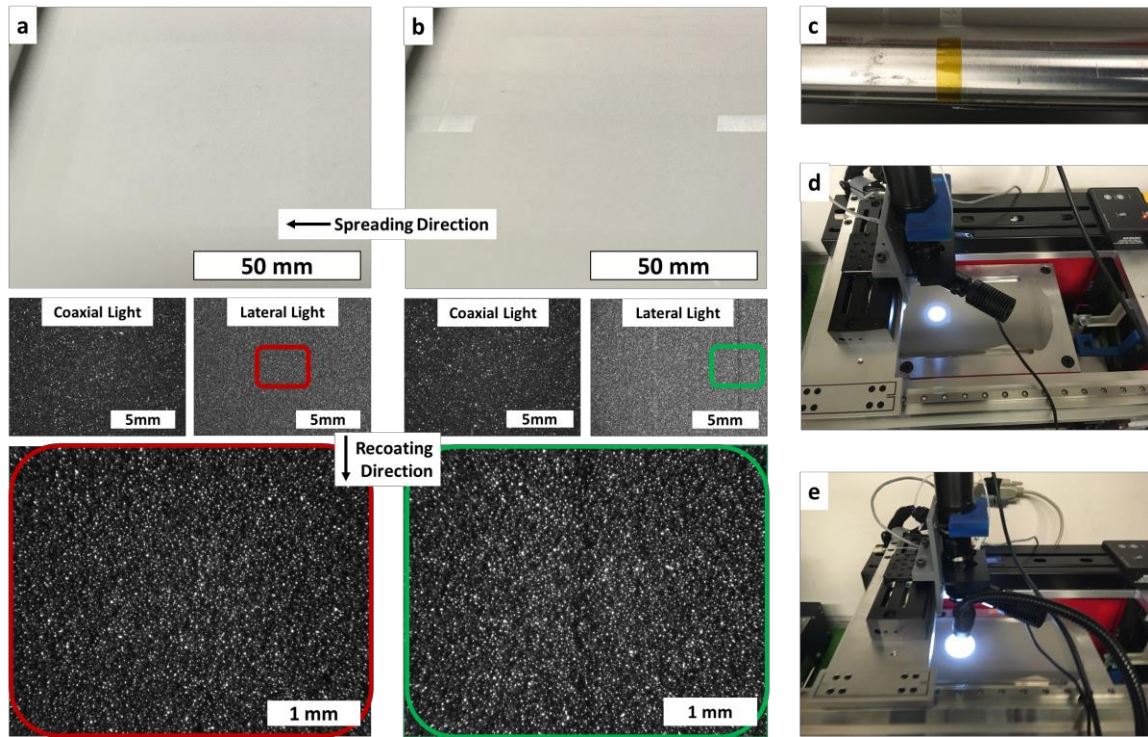 a
b
c
d
e
Spreading Direction
50 mm
50 mm
Coaxial Light
Lateral Light
Coaxial Light
Lateral Light
5mm
5mm
5mm
5mm
Recoating
Direction
1 mm
1 mm